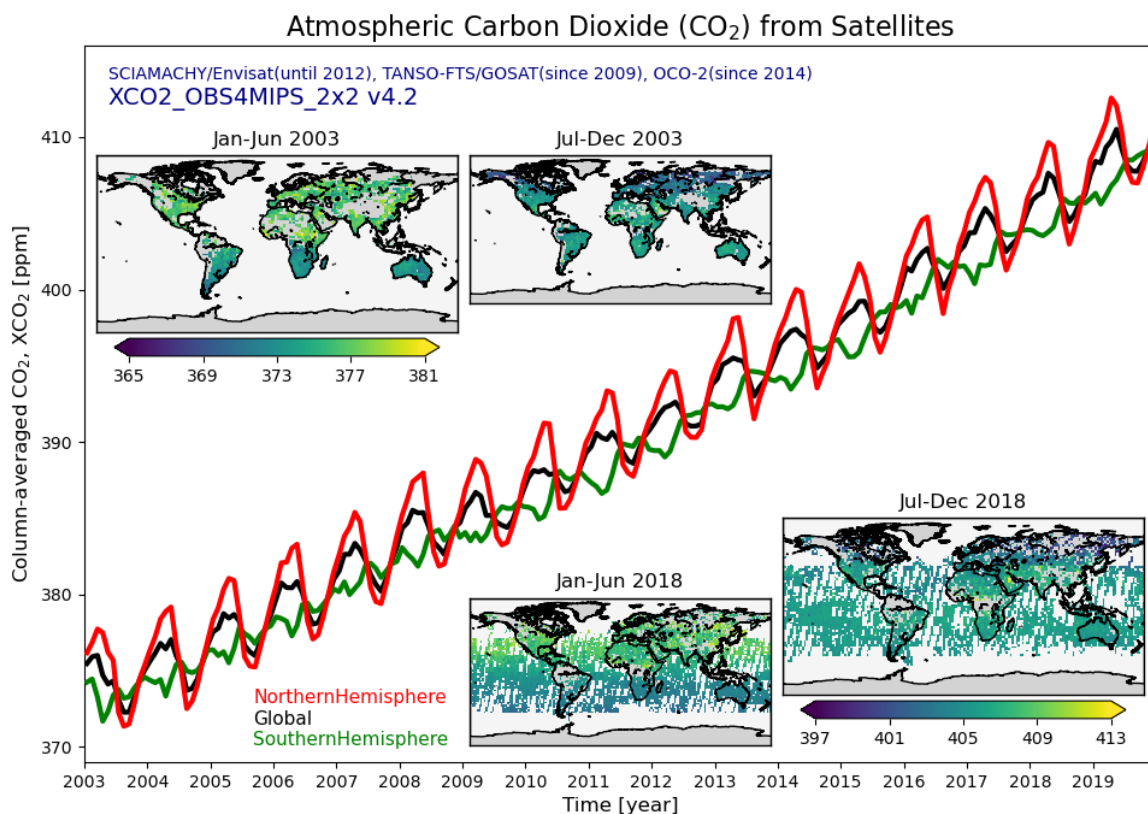 Atmospheric Carbon Dioxide (CO₂) from Satellites
SCIAMACHY/Envisat(until 2012), TANSO-FTS/GOSAT(since 2009), OCO-2(since 2014)
XCO2_OBS4MIPS_2x2 v4.2
Jan-Jun 2003
Jul-Dec 2003
365 369 373 377 381
Jul-Dec 2018
Jan-Jun 2018
397 401 405 409 413
NorthernHemisphere
Global
SouthernHemisphere
Column-averaged CO₂, XCO₂ [ppm]
410
400
390
380
370
2003 2004 2005 2006 2007 2008 2009 2010 2011 2012 2013 2014 2015 2016 2017 2018 2019
Time [year]